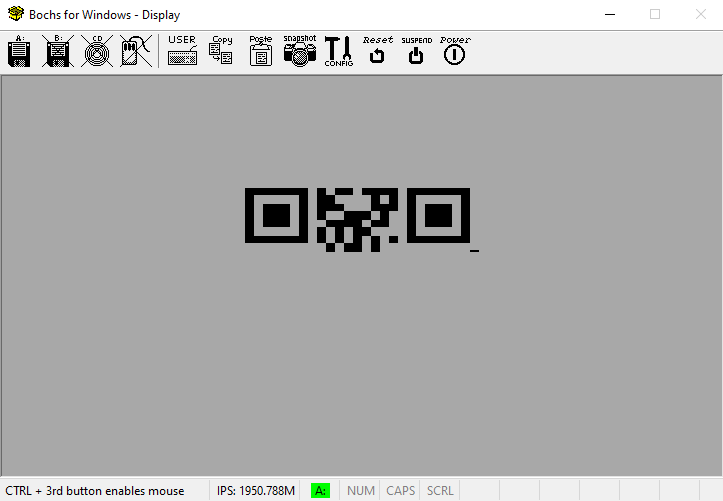 Bochs for Windows - Display
A: B: CD USER Copy Paste snapshot CONFIG Reset SUSPEND Power
_
CTRL + 3rd button enables mouse IPS: 1950.788M A: NUM CAPS SCRL